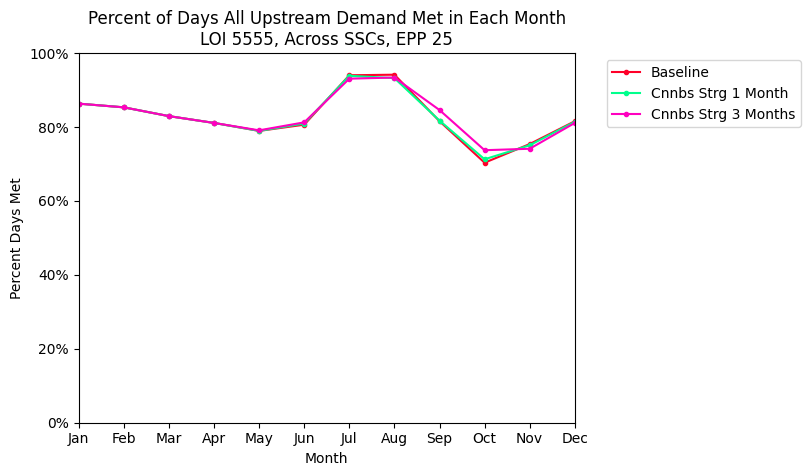 Percent of Days All Upstream Demand Met in Each Month
LOI 5555, Across SSCs, EPP 25
Baseline
Cnnbs Strg 1 Month
Cnnbs Strg 3 Months
Percent Days Met
100%
80%
60%
40%
20%
0%
Jan Feb Mar Apr May Jun Jul Aug Sep Oct Nov Dec
Month